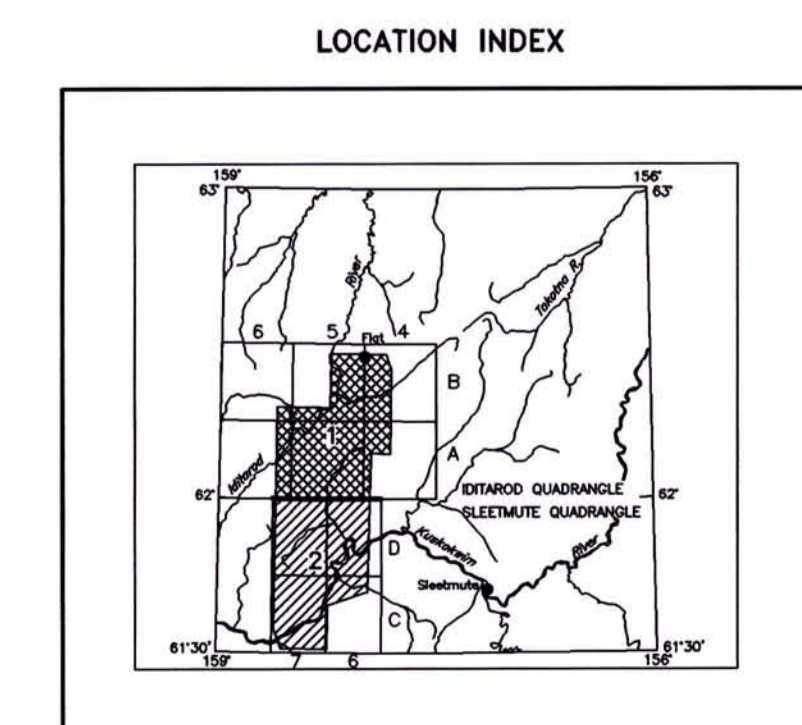 LOCATION INDEX
159° 156°
63° 63°
River
Takotna R.
6 5 4
Flat
B
1
A
Iditarod
IDITAROD QUADRANGLE
62° 62°
SLEETMUTE QUADRANGLE
D
Kuskokwim
River
2
Sleetmute
C
61°30' 61°30'
159° 7 6 156°